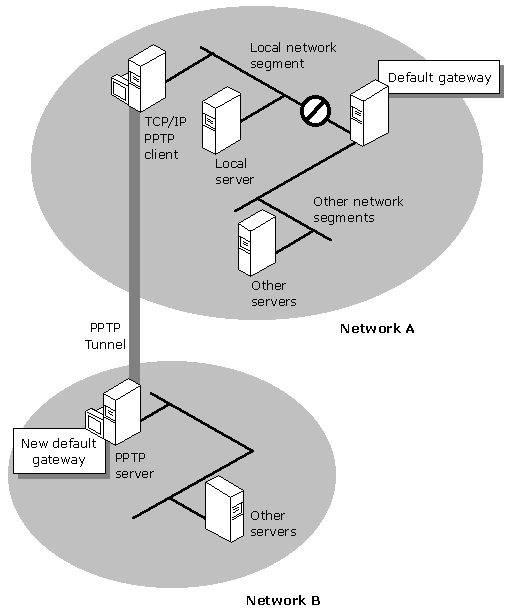 Local network
segment
Default gateway
TCP/IP
PPTP
client
Local
server
Other network
segments
Other
servers
Network A
PPTP
Tunnel
New default
gateway
PPTP
server
Other
servers
Network B